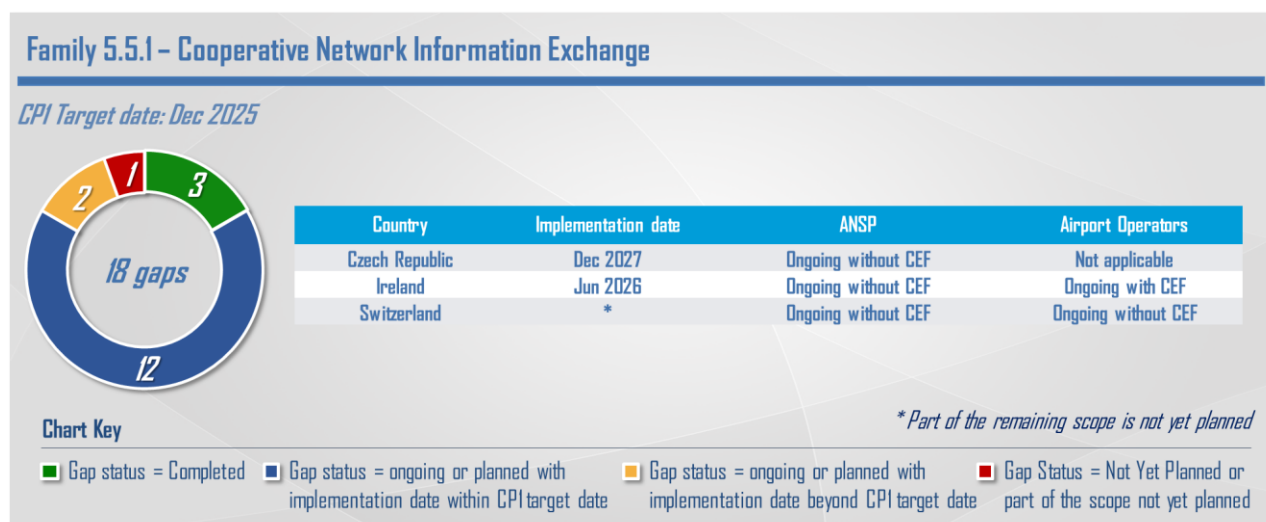 Family 5.5.1 – Cooperative Network Information Exchange
CP1 Target date: Dec 2025
1
3
2
18 gaps
12
Country Implementation date ANSP Airport Operators
Czech Republic Dec 2027 Ongoing without CEF Not applicable
Ireland Jun 2026 Ongoing without CEF Ongoing with CEF
Switzerland * Ongoing without CEF Ongoing without CEF
* Part of the remaining scope is not yet planned
Chart Key
Gap status = Completed
Gap status = ongoing or planned with
implementation date within CP1 target date
Gap status = ongoing or planned with
implementation date beyond CP1 target date
Gap Status = Not Yet Planned or
part of the scope not yet planned